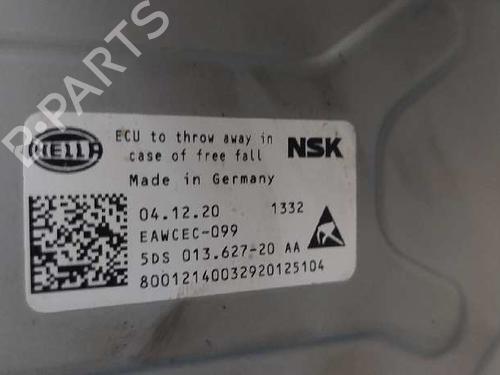 B-PARTS
HELLA
ECU to throw away in
case of free fall
NSK
Made in Germany
04.12.20 1332
EAWCEC-099
5DS 013.627-20 AA
80012140032920125104